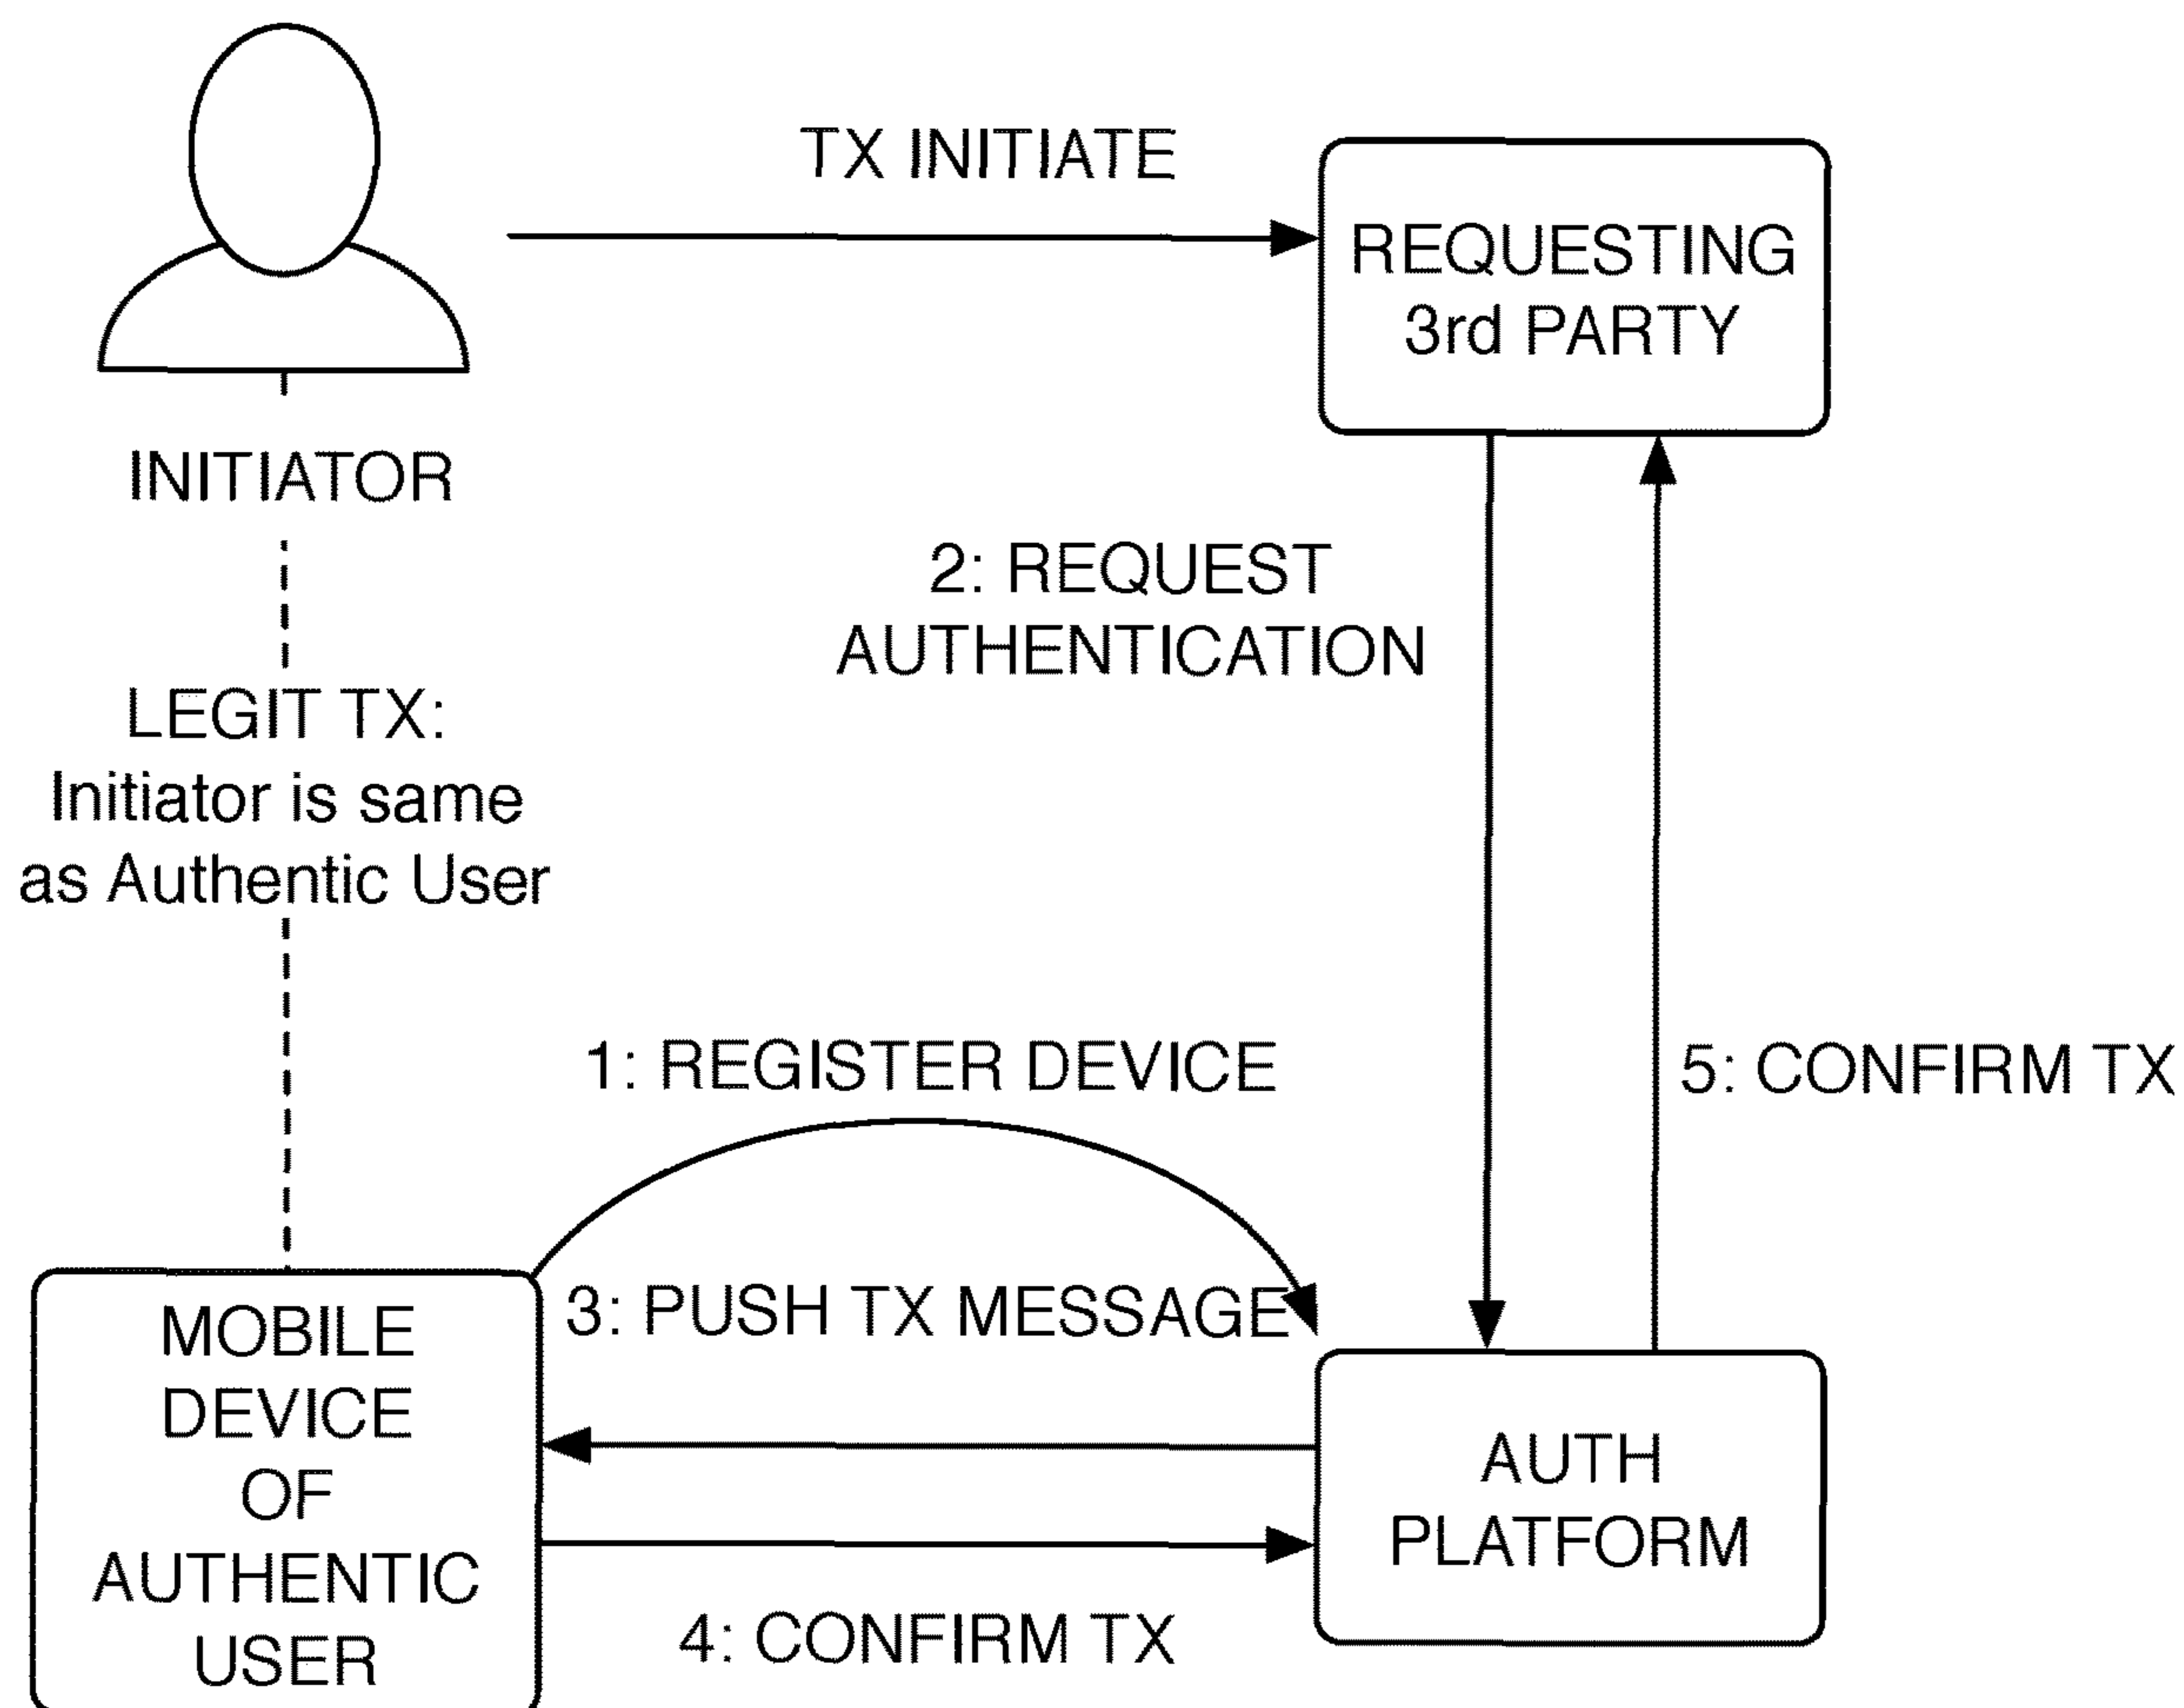 TX INITIATE
REQUESTING
3rd PARTY
INITIATOR
2: REQUEST
AUTHENTICATION
LEGIT TX:
Initiator is same
as Authentic User
1: REGISTER DEVICE
5: CONFIRM TX
3: PUSH TX MESSAGE
MOBILE
DEVICE
OF
AUTHENTIC
USER
AUTH
PLATFORM
4: CONFIRM TX